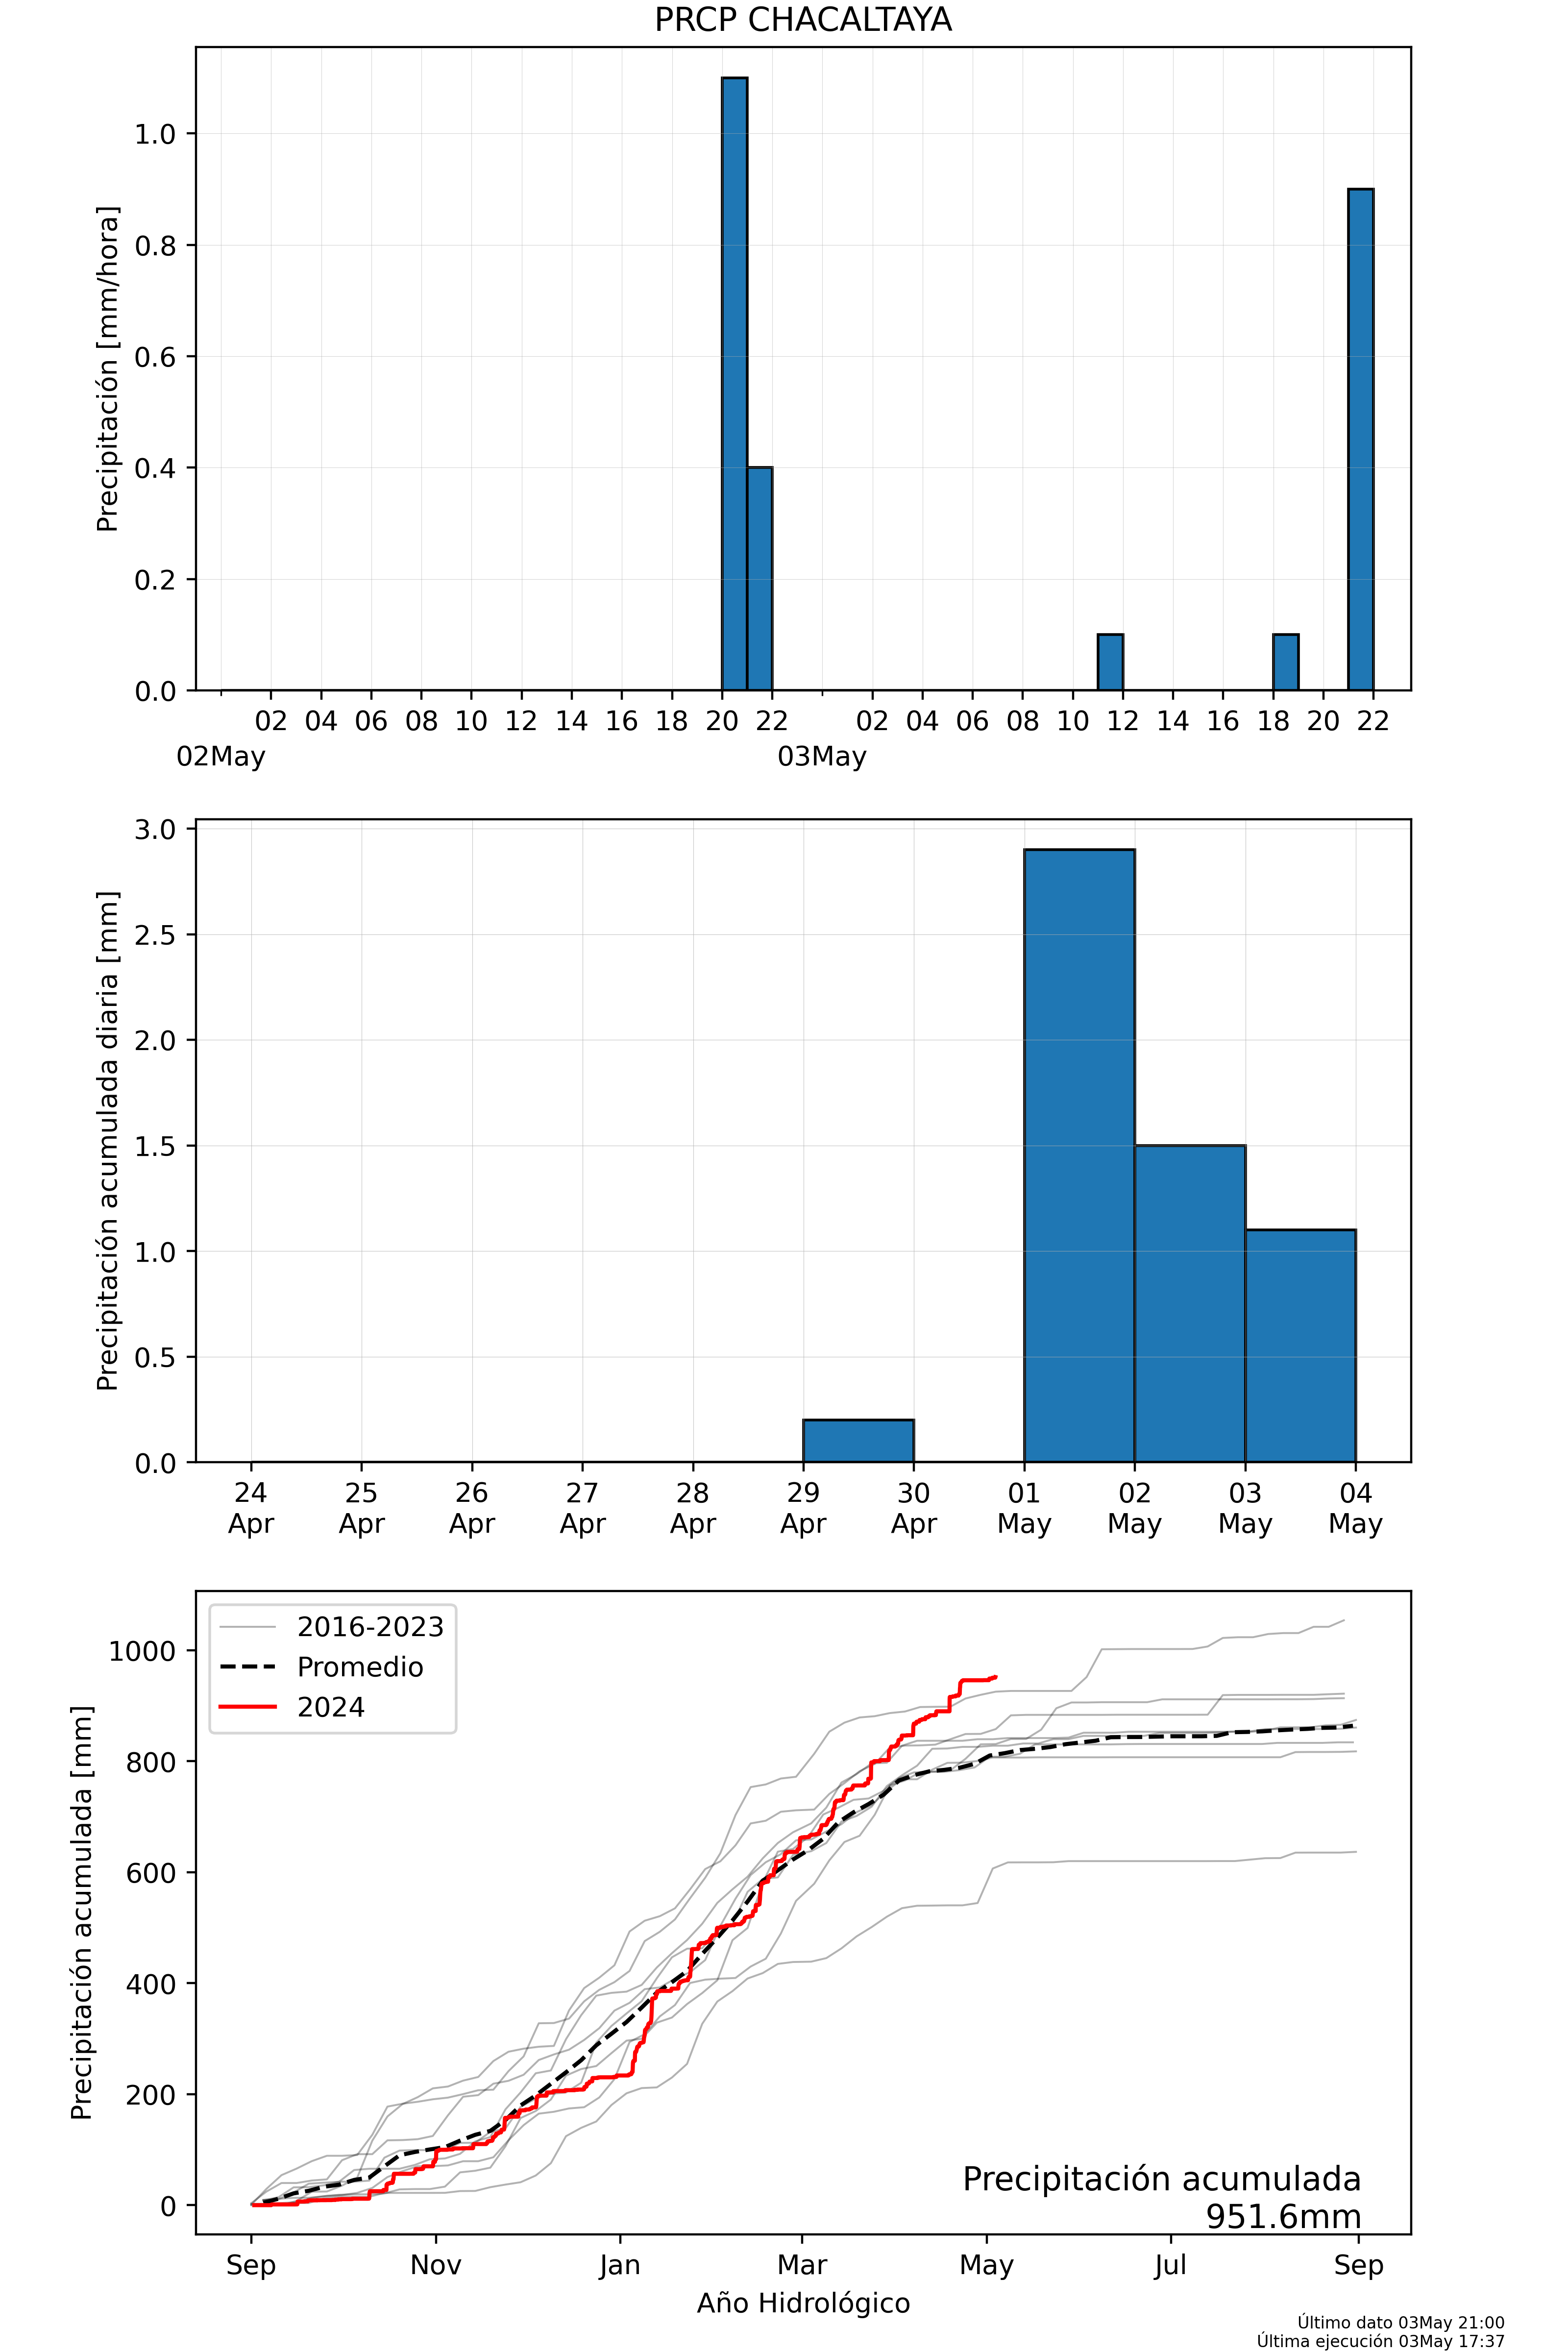 PRCP CHACALTAYA
Precipitación [mm/hora]
1.0
0.8
0.6
0.4
0.2
0.0
02 04 06 08 10 12 14 16 18 20 22 02 04 06 08 10 12 14 16 18 20 22
02May 03May
Precipitación acumulada diaria [mm]
3.0
2.5
2.0
1.5
1.0
0.5
0.0
24 25 26 27 28 29 30 01 02 03 04
Apr Apr Apr Apr Apr Apr Apr May May May May
Precipitación acumulada [mm]
1000
800
600
400
200
0
2016-2023
Promedio
2024
Precipitación acumulada
951.6mm
Sep Nov Jan Mar May Jul Sep
Año Hidrológico
Último dato 03May 21:00
Última ejecución 03May 17:37